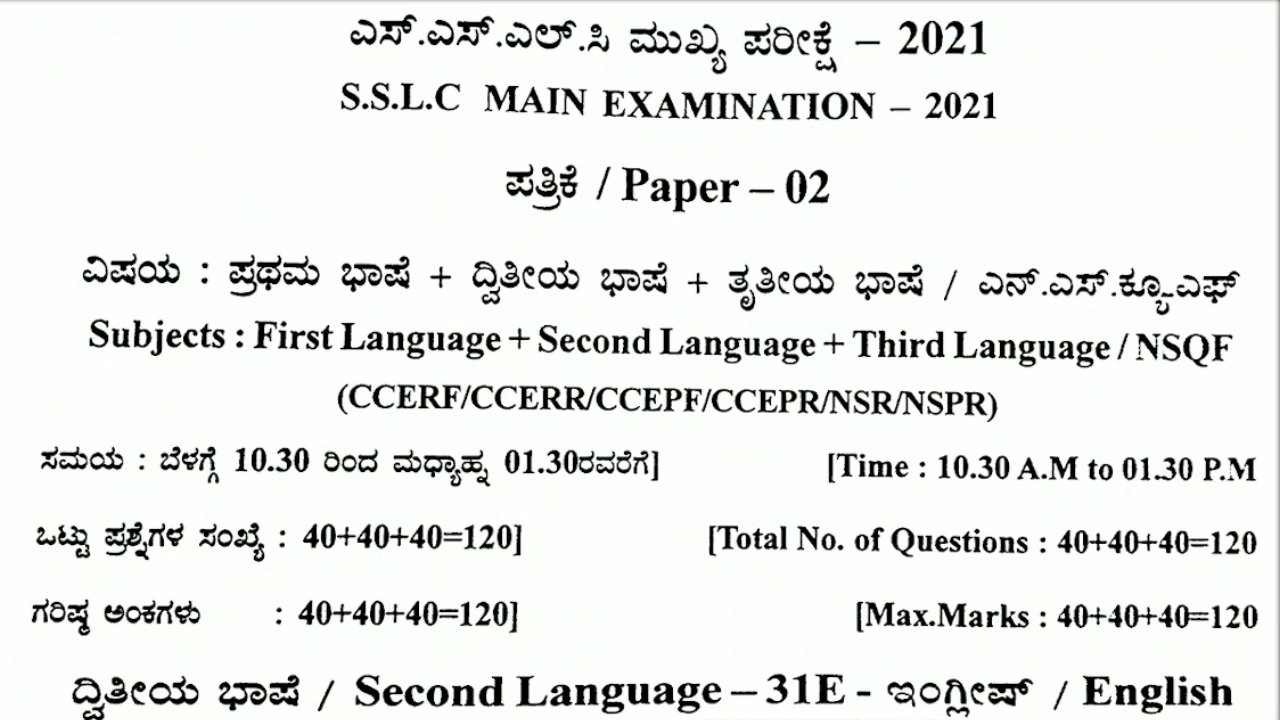 ಎಸ್.ಎಸ್.ಎಲ್.ಸಿ ಮುಖ್ಯ ಪರೀಕ್ಷೆ – 2021
S.S.L.C MAIN EXAMINATION – 2021
ಪತ್ರಿಕೆ / Paper – 02
ವಿಷಯ : ಪ್ರಥಮ ಭಾಷೆ + ದ್ವಿತೀಯ ಭಾಷೆ + ತೃತೀಯ ಭಾಷೆ / ಎನ್.ಎಸ್.ಕ್ಯೂ.ಎಫ್
Subjects : First Language + Second Language + Third Language / NSQF
(CCERF/CCERR/CCEPF/CCEPR/NSR/NSPR)
ಸಮಯ : ಬೆಳಗ್ಗೆ 10.30 ರಿಂದ ಮಧ್ಯಾಹ್ನ 01.30ರವರೆಗೆ] [Time : 10.30 A.M to 01.30 P.M
ಒಟ್ಟು ಪ್ರಶ್ನೆಗಳ ಸಂಖ್ಯೆ : 40+40+40=120] [Total No. of Questions : 40+40+40=120
ಗರಿಷ್ಠ ಅಂಕಗಳು : 40+40+40=120] [Max.Marks : 40+40+40=120
ದ್ವಿತೀಯ ಭಾಷೆ / Second Language – 31E - ಇಂಗ್ಲೀಷ್ / English